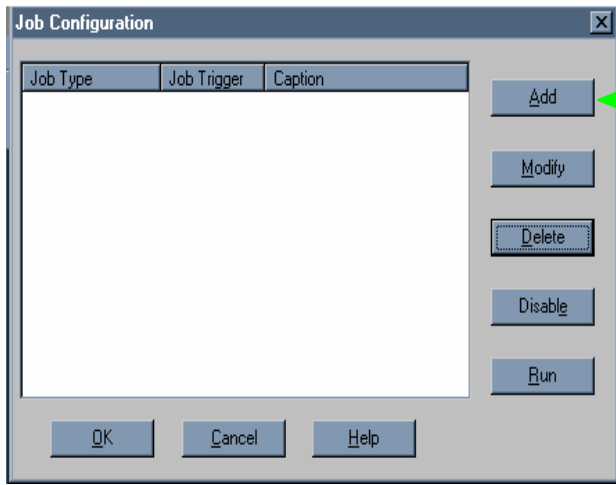 Job Configuration
Job Type Job Trigger Caption
Add
Modify
Delete
Disable
Run
OK Cancel Help